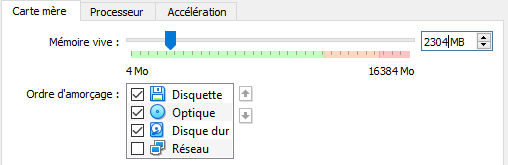 Carte mère Processeur Accélération
Mémoire vive : 2304 MB
4 Mo 16384 Mo
Ordre d'amorçage : Disquette
Optique
Disque dur
Réseau